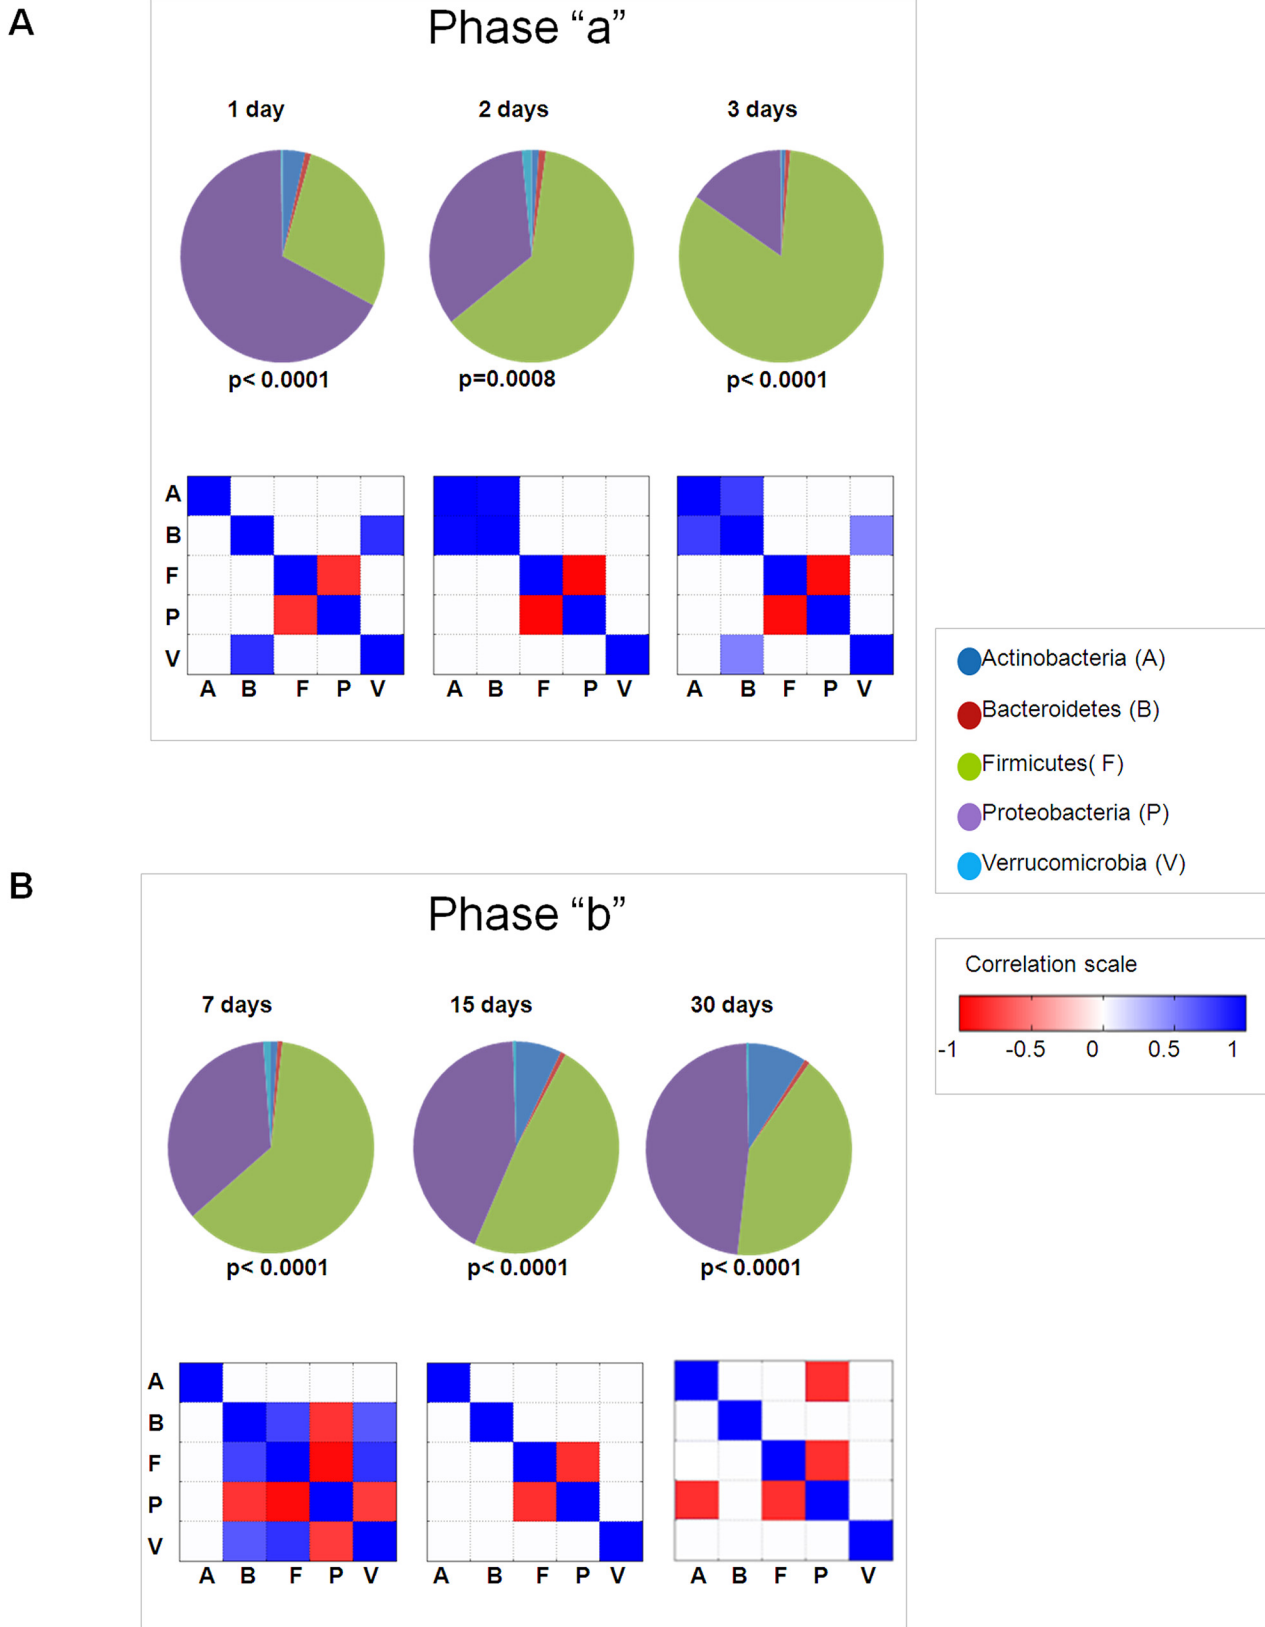 A
Phase “a”
1 day
2 days
3 days
p< 0.0001
p=0.0008
p< 0.0001
A
B
F
P
V
A B F P V
A B F P V
A B F P V
Actinobacteria (A)
Bacteroidetes (B)
Firmicutes( F)
Proteobacteria (P)
Verrucomicrobia (V)
B
Phase “b”
Correlation scale
-1 -0.5 0 0.5 1
7 days
15 days
30 days
p< 0.0001
p< 0.0001
p< 0.0001
A
B
F
P
V
A B F P V
A B F P V
A B F P V